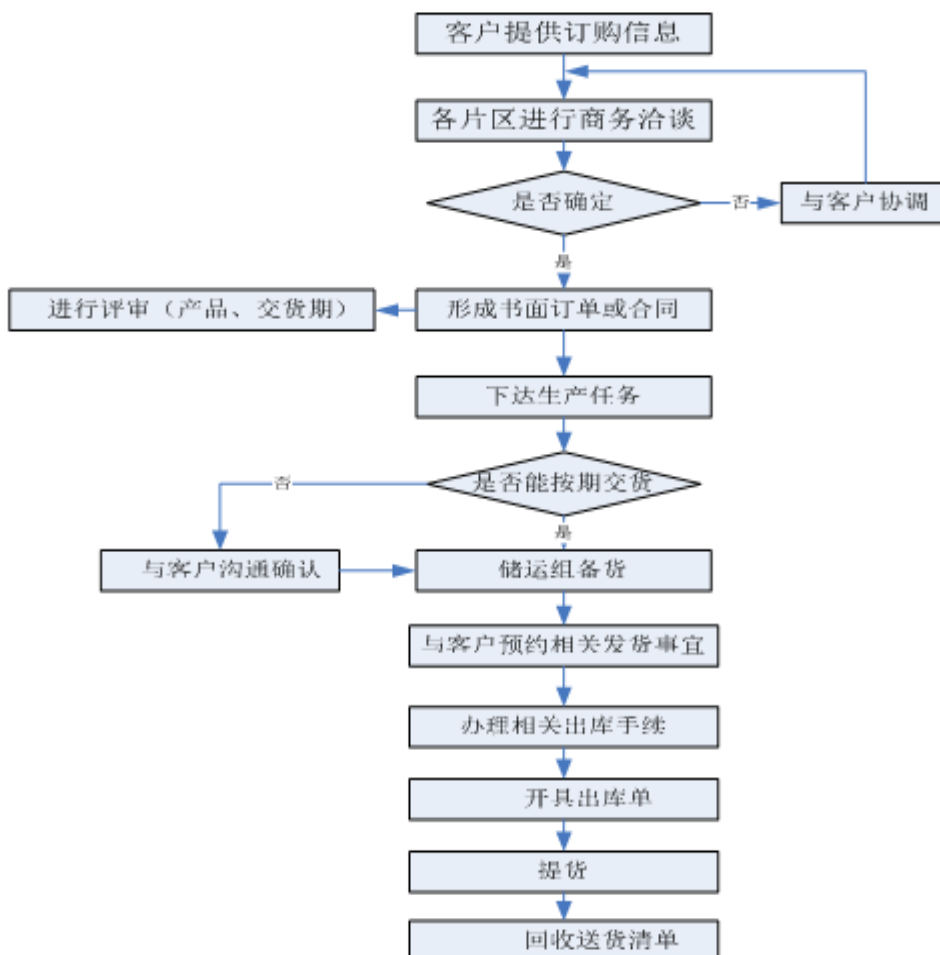 客户提供订购信息
各片区进行商务洽谈
是否确定
否
与客户协调
是
进行评审（产品、交货期）
形成书面订单或合同
下达生产任务
是否能按期交货
否
是
与客户沟通确认
储运组备货
与客户预约相关发货事宜
办理相关出库手续
开具出库单
提货
回收送货清单